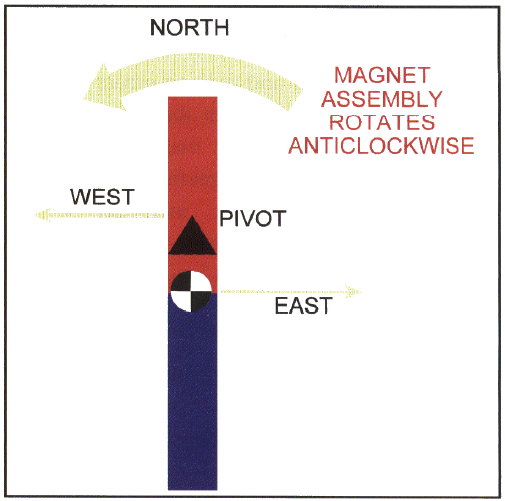 NORTH
MAGNET
ASSEMBLY
ROTATES
ANTICLOCKWISE
WEST
PIVOT
EAST